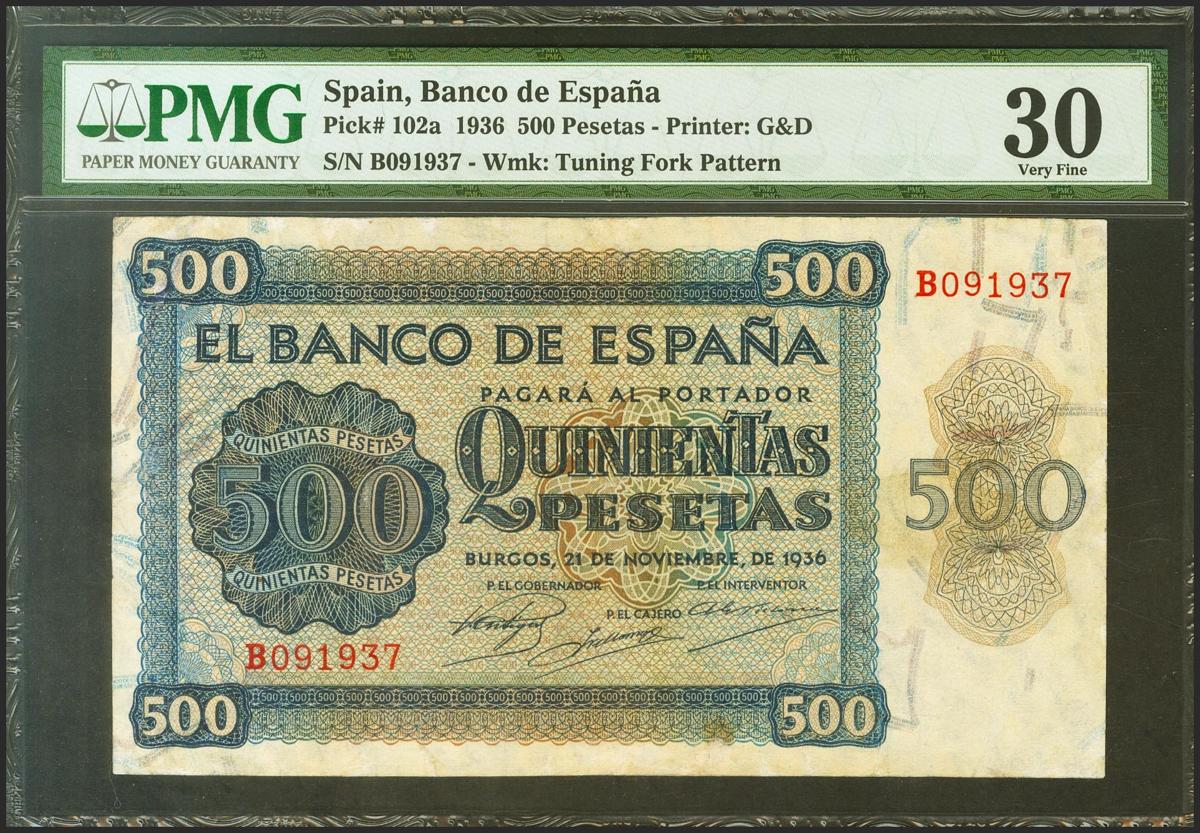 PMG
PAPER MONEY GUARANTY
Spain, Banco de España
Pick# 102a 1936 500 Pesetas - Printer: G&D
S/N B091937 - Wmk: Tuning Fork Pattern
30
Very Fine
500
500
B091937
EL BANCO DE ESPAÑA
PAGARÁ AL PORTADOR
QUINIENTAS
PESETAS
QUINIENTAS PESETAS
500
QUINIENTAS PESETAS
500
BURGOS, 21 DE NOVIEMBRE, DE 1936
P. EL GOBERNADOR
P. EL INTERVENTOR
P. EL CAJERO
B091937
500
500